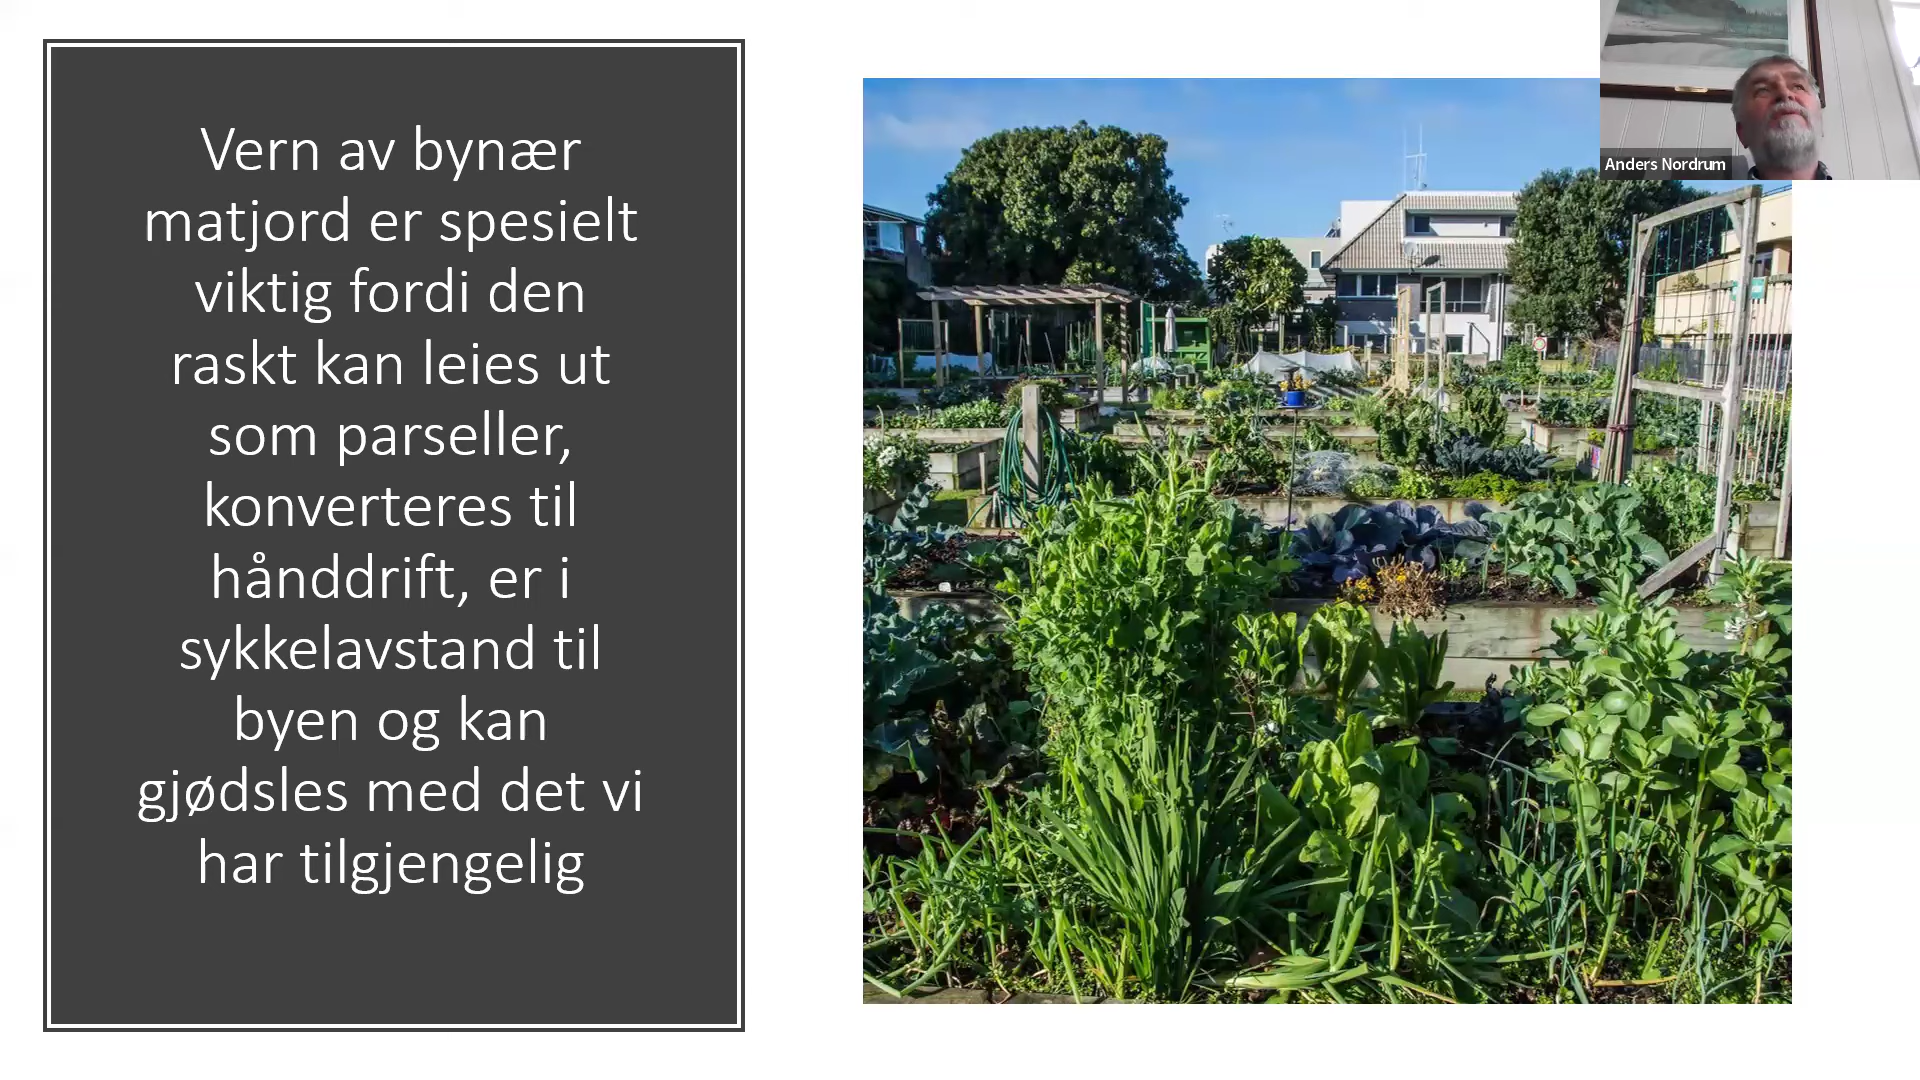 Vern av bynær
matjord er spesielt
viktig fordi den
raskt kan leies ut
som parseller,
konverteres til
hånddrift, er i
sykkelavstand til
byen og kan
gjødsles med det vi
har tilgjengelig
Anders Nordrum